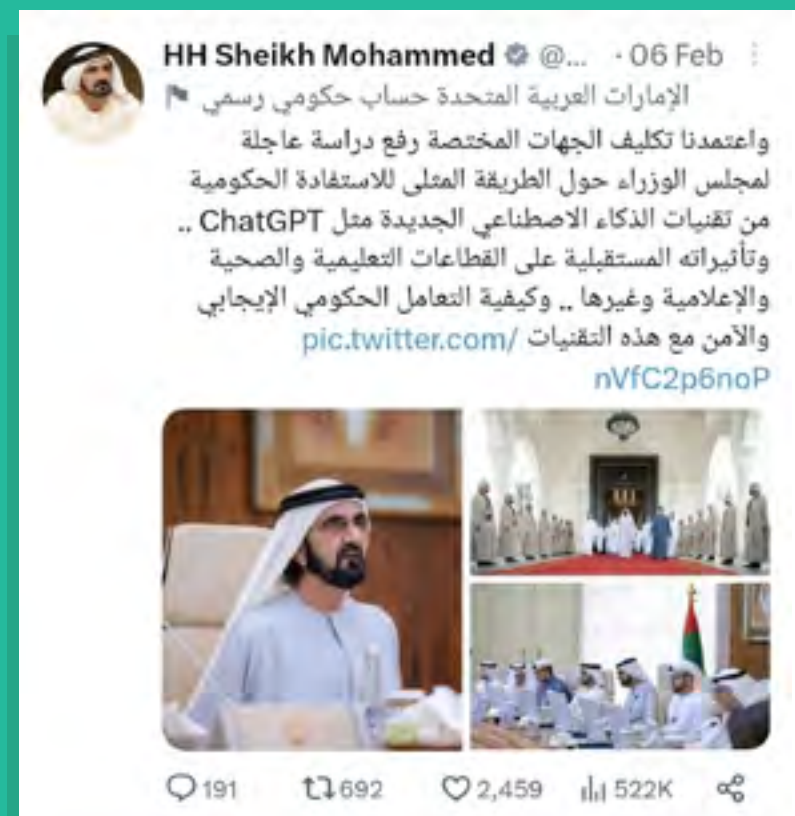 HH Sheikh Mohammed @... · 06 Feb
الإمارات العربية المتحدة حساب حكومي رسمي
واعتمدنا تكليف الجهات المختصة رفع دراسة عاجلة
لمجلس الوزراء حول الطريقة المثلى للاستفادة الحكومية
من تقنيات الذكاء الاصطناعي الجديدة مثل ChatGPT ..
وتأثيراته المستقبلية على القطاعات التعليمية والصحية
والإعلامية وغيرها .. وكيفية التعامل الحكومي الإيجابي
والآمن مع هذه التقنيات pic.twitter.com/
nVfC2p6noP
191 692 2,459 522K